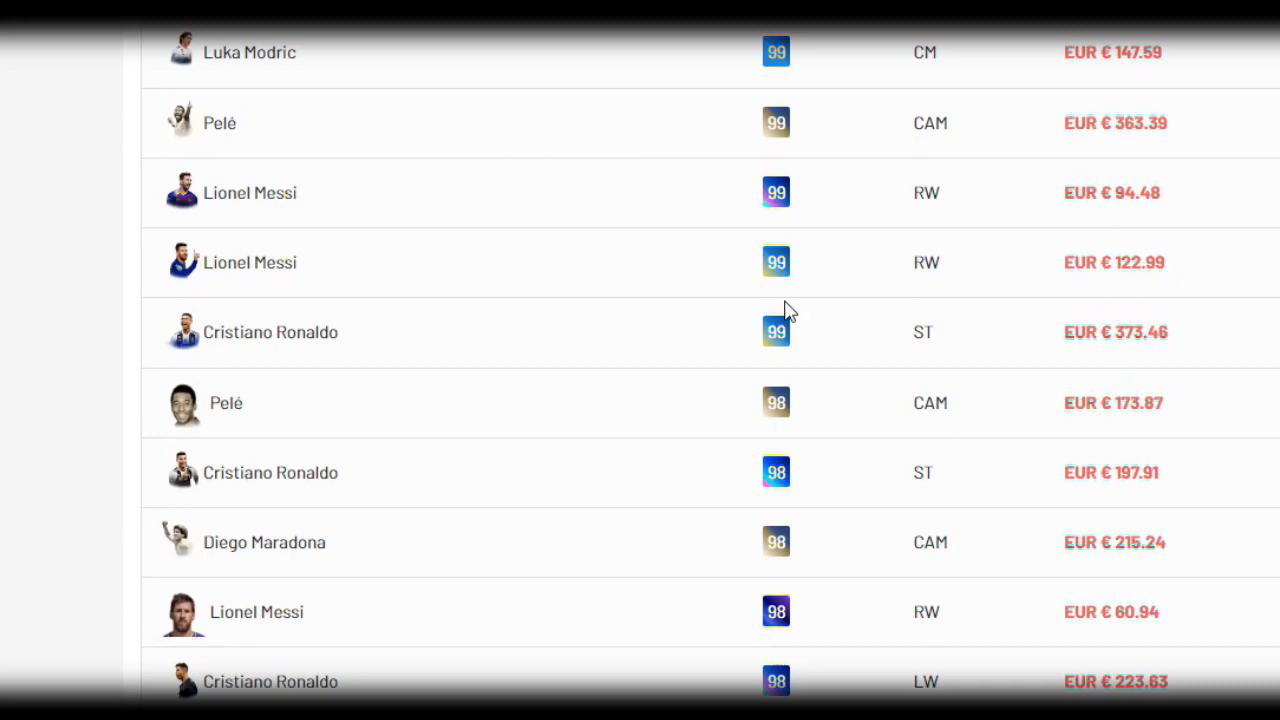 Luka Modric 99 CM EUR € 147.59
Pelé 99 CAM EUR € 363.39
Lionel Messi 99 RW EUR € 94.48
Lionel Messi 99 RW EUR € 122.99
Cristiano Ronaldo 99 ST EUR € 373.46
Pelé 98 CAM EUR € 173.87
Cristiano Ronaldo 98 ST EUR € 197.91
Diego Maradona 98 CAM EUR € 215.24
Lionel Messi 98 RW EUR € 60.94
Cristiano Ronaldo 98 LW EUR € 223.63